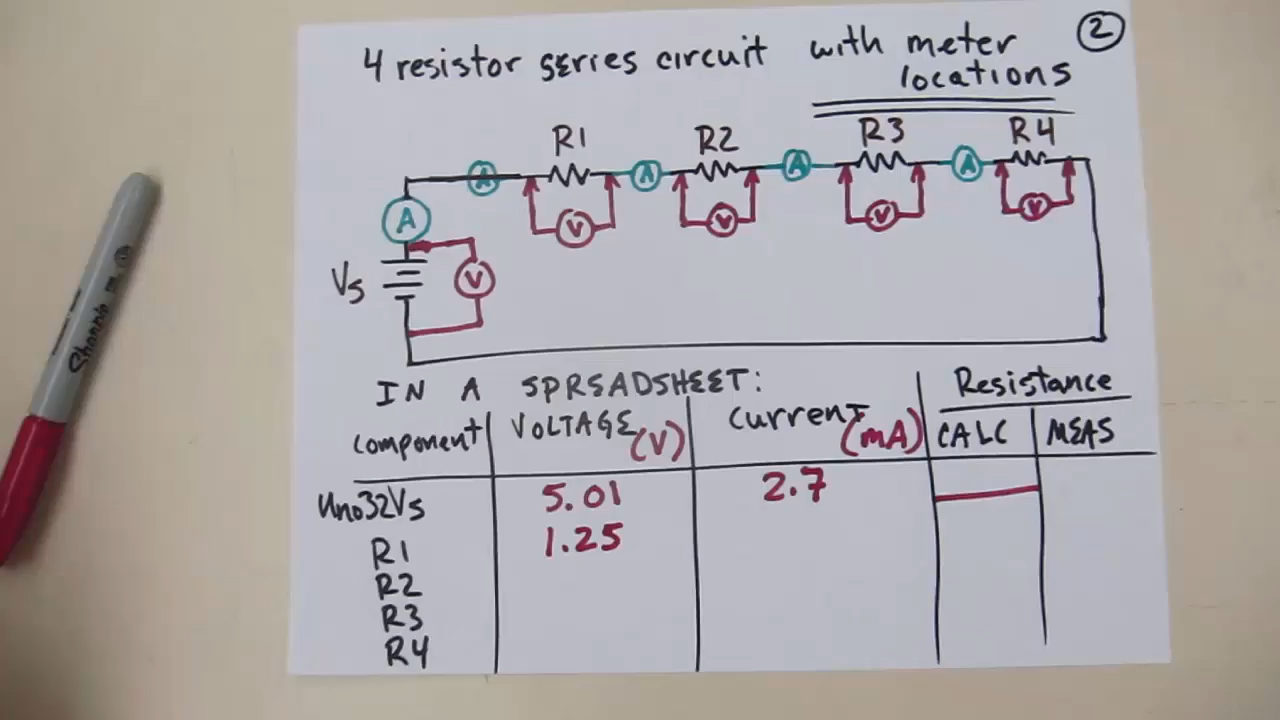 4 resistor series circuit with meter 2
locations
R1 R2 R3 R4
A A A A
A
V V V V
Vs V
IN A SPRSADSHEET:
Resistance
component VOLTAGE (V) Current (mA) CALC MEAS
Uno32Vs 5.01 2.7
R1 1.25
R2
R3
R4
Sharpie